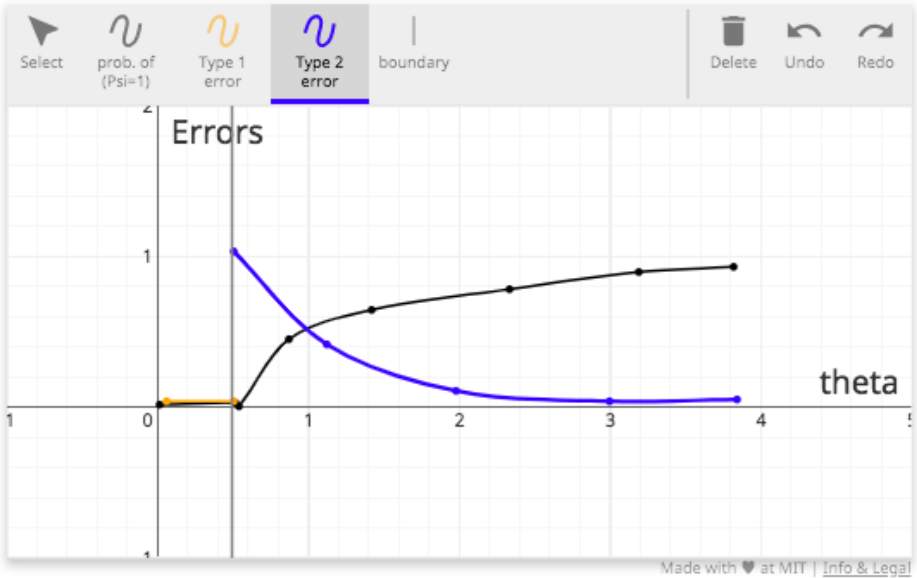 Select
prob. of
(Psi=1)
Type 1
error
Type 2
error
boundary
Delete
Undo
Redo
2
Errors
1
theta
1
0
1
2
3
4
5
1
Made with ♥ at MIT | Info & Legal